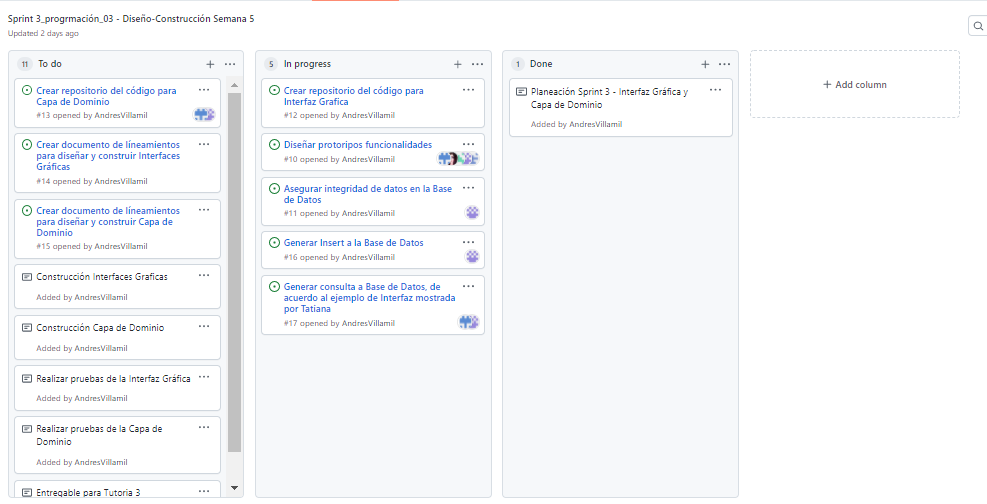 Sprint 3_progrmación_03 - Diseño-Construcción Semana 5
Updated 2 days ago
11 To do
Crear repositorio del código para
Capa de Dominio
#13 opened by AndresVillamil
Crear documento de líneamientos
para diseñar y construir Interfaces
Gráficas
#14 opened by AndresVillamil
Crear documento de líneamientos
para diseñar y construir Capa de
Dominio
#15 opened by AndresVillamil
Construcción Interfaces Graficas
Added by AndresVillamil
Construcción Capa de Dominio
Added by AndresVillamil
Realizar pruebas de la Interfaz Gráfica
Added by AndresVillamil
Realizar pruebas de la Capa de
Dominio
Added by AndresVillamil
Entregable para Tutoria 3
5 In progress
Crear repositorio del código para
Interfaz Grafica
#12 opened by AndresVillamil
Diseñar protoripos funcionalidades
#10 opened by AndresVillamil
Asegurar integridad de datos en la Base
de Datos
#11 opened by AndresVillamil
Generar Insert a la Base de Datos
#16 opened by AndresVillamil
Generar consulta a Base de Datos, de
acuerdo al ejemplo de Interfaz mostrada
por Tatiana
#17 opened by AndresVillamil
1 Done
Planeación Sprint 3 - Interfaz Gráfica y
Capa de Dominio
Added by AndresVillamil
+ Add column